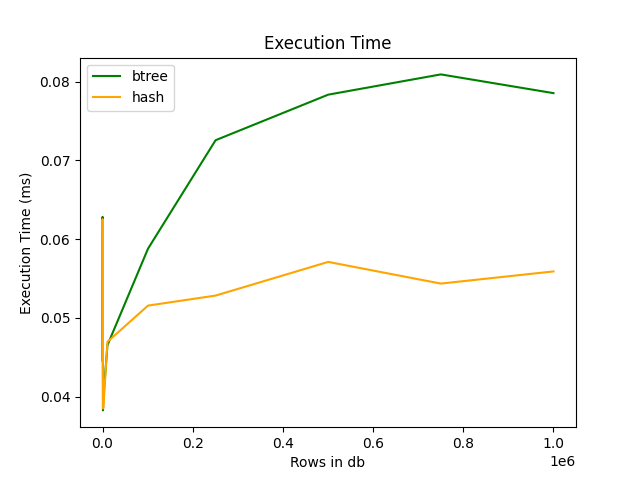 Execution Time
btree
hash
Execution Time (ms)
0.08
0.07
0.06
0.05
0.04
0.0 0.2 0.4 0.6 0.8 1.0
1e6
Rows in db